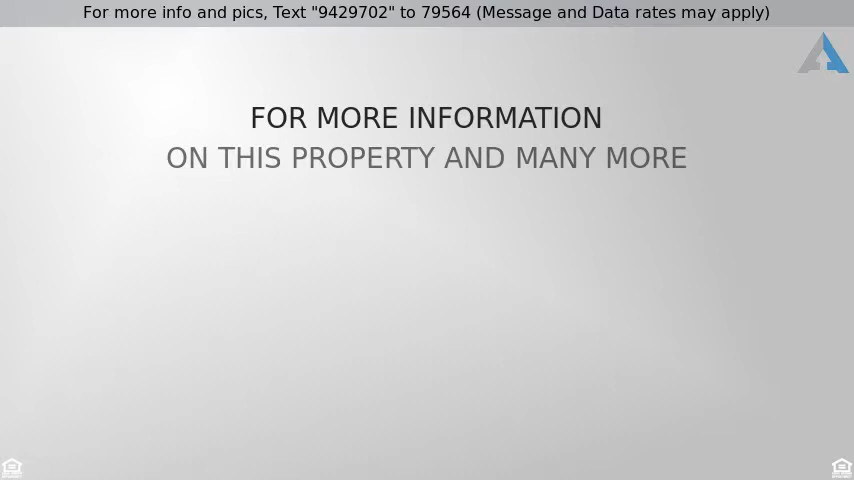 For more info and pics, Text "9429702" to 79564 (Message and Data rates may apply)
FOR MORE INFORMATION
ON THIS PROPERTY AND MANY MORE